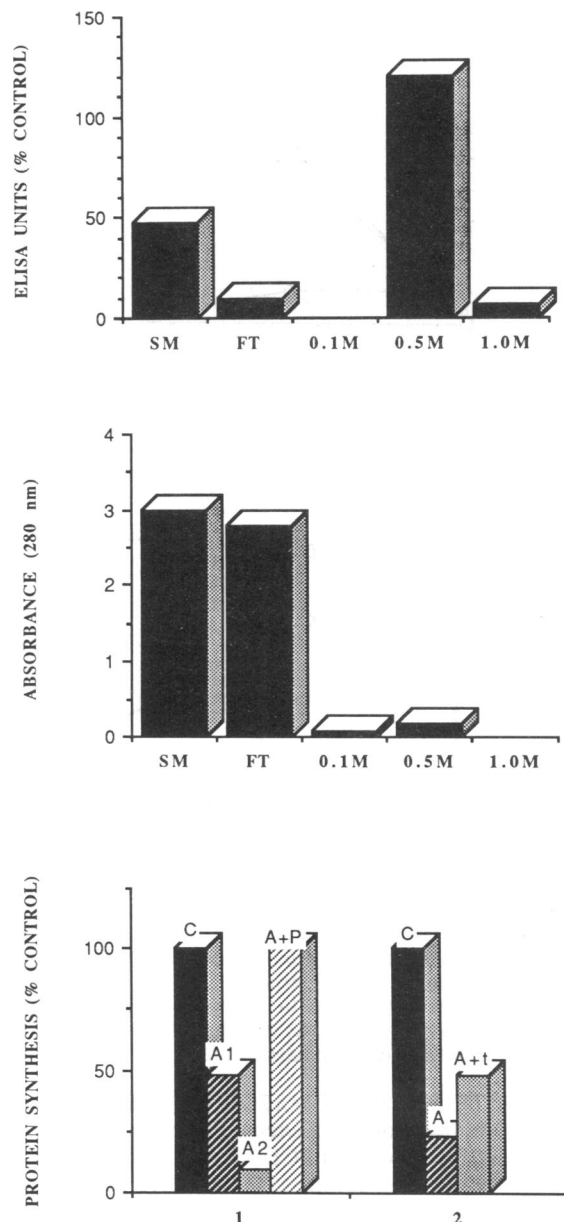 ELISA UNITS (% CONTROL)
150
100
50
0
SM FT 0.1M 0.5M 1.0M
ABSORBANCE (280 nm)
4
3
2
1
0
SM FT 0.1M 0.5M 1.0M
PROTEIN SYNTHESIS (% CONTROL)
100
50
0
C A1 A2 A+P
C A A+t
1 2